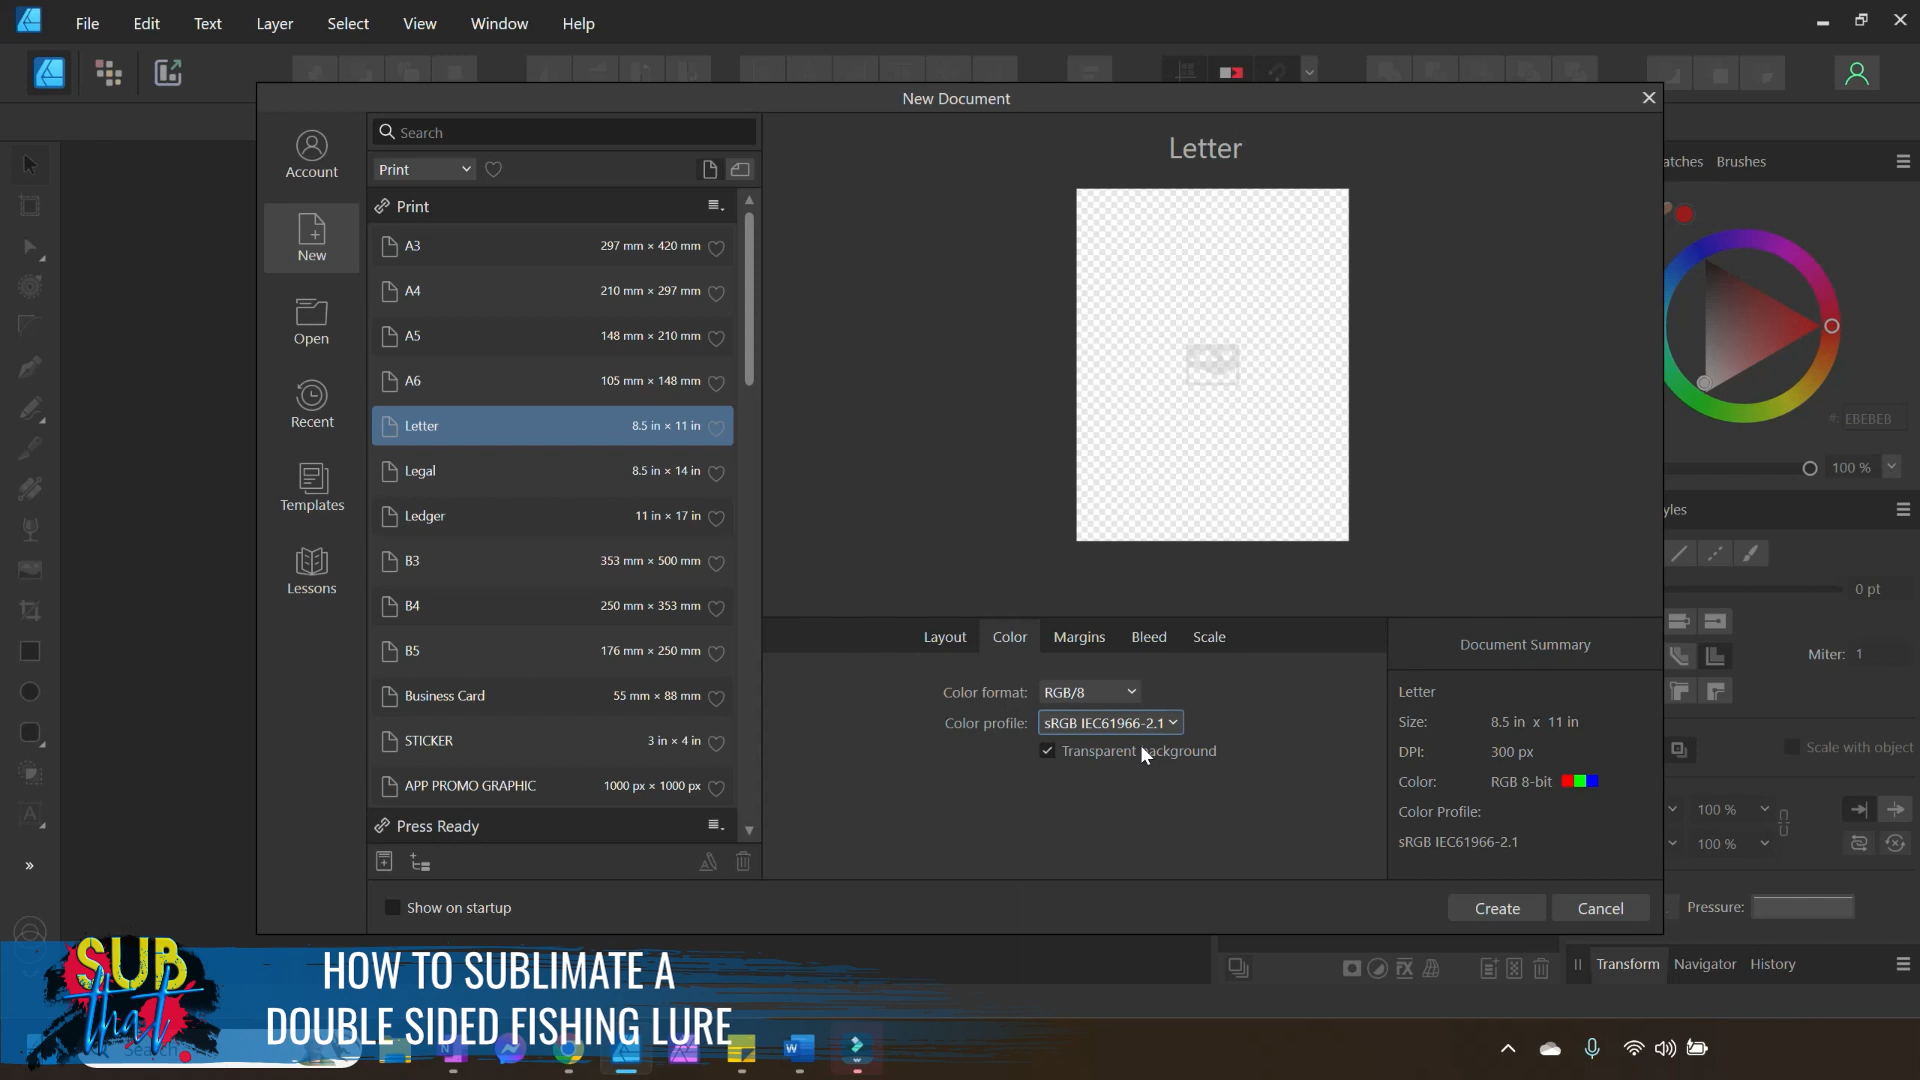 File Edit Text Layer Select View Window Help
New Document
Account
New
Open
Recent
Templates
Lessons
Search
Print
Print
A3 297 mm × 420 mm
A4 210 mm × 297 mm
A5 148 mm × 210 mm
A6 105 mm × 148 mm
Letter 8.5 in × 11 in
Legal 8.5 in × 14 in
Ledger 11 in × 17 in
B3 353 mm × 500 mm
B4 250 mm × 353 mm
B5 176 mm × 250 mm
Business Card 55 mm × 88 mm
STICKER 3 in × 4 in
APP PROMO GRAPHIC 1000 px × 1000 px
Press Ready
Show on startup
Letter
Layout Color Margins Bleed Scale
Color format: RGB/8
Color profile: sRGB IEC61966-2.1
Transparent background
Document Summary
Letter
Size: 8.5 in x 11 in
DPI: 300 px
Color: RGB 8-bit
Color Profile:
sRGB IEC61966-2.1
Create Cancel
Brushes
#: EBEBEB
100 %
0 pt
Miter: 1
Scale with object
100 %
100 %
Pressure:
Transform Navigator History
SUB
that
HOW TO SUBLIMATE A
DOUBLE SIDED FISHING LURE
Search